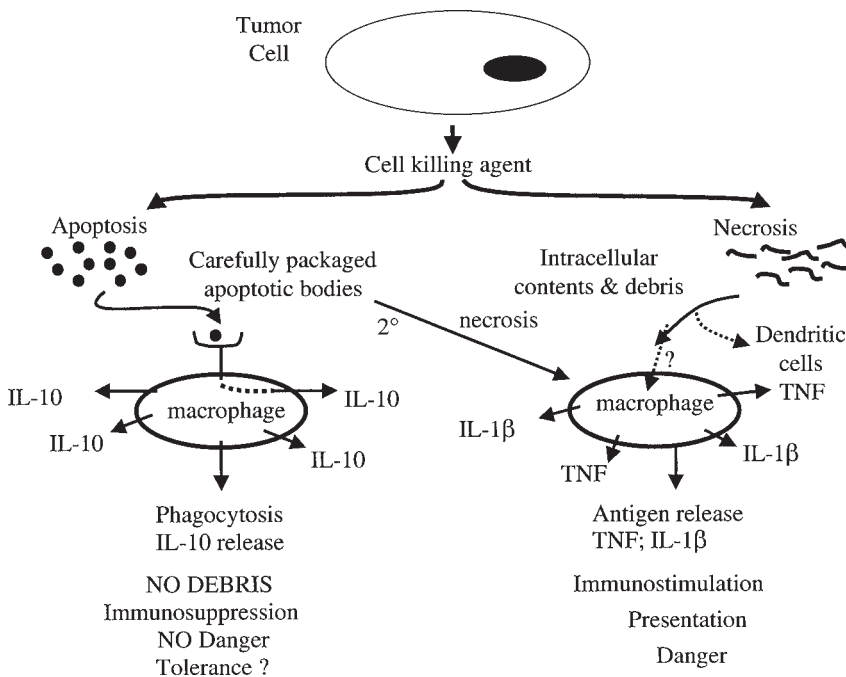 Tumor
Cell
Cell killing agent
Apoptosis
Necrosis
Carefully packaged
apoptotic bodies
Intracellular
contents & debris
2° necrosis
Dendritic
cells
?
macrophage
IL-10
IL-10
IL-10
IL-10
macrophage
TNF
IL-1β
IL-1β
TNF
Phagocytosis
IL-10 release
NO DEBRIS
Immunosuppression
NO Danger
Tolerance ?
Antigen release
TNF; IL-1β
Immunostimulation
Presentation
Danger